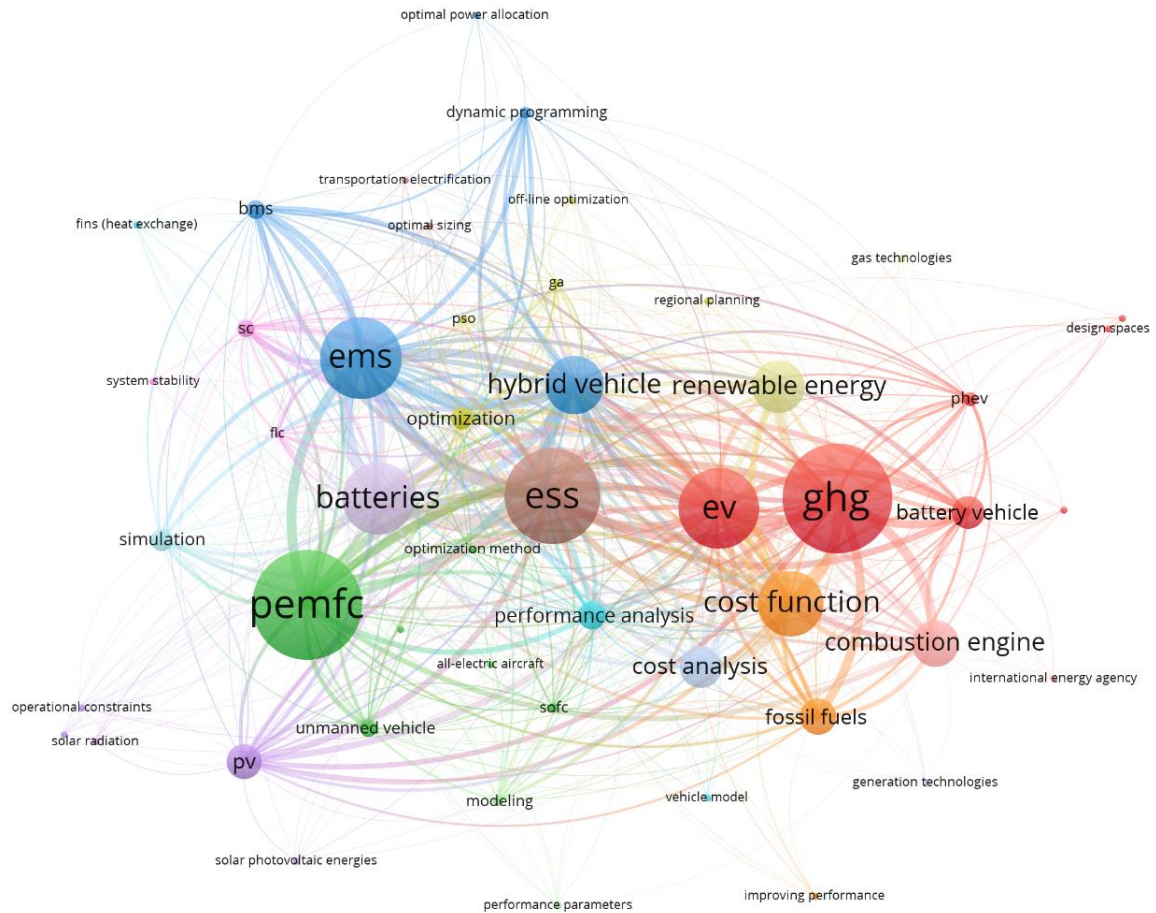 optimal power allocation
dynamic programming
transportation electrification
off-line optimization
bms
fins (heat exchange)
optimal sizing
gas technologies
ga
regional planning
pso
sc
design spaces
ems
system stability
hybrid vehicle
renewable energy
phev
optimization
flc
batteries
ess
ev
ghg
battery vehicle
simulation
optimization method
pemfc
performance analysis
cost function
combustion engine
all-electric aircraft
cost analysis
international energy agency
operational constraints
sofc
unmanned vehicle
fossil fuels
solar radiation
pv
generation technologies
modeling
vehicle model
solar photovoltaic energies
improving performance
performance parameters